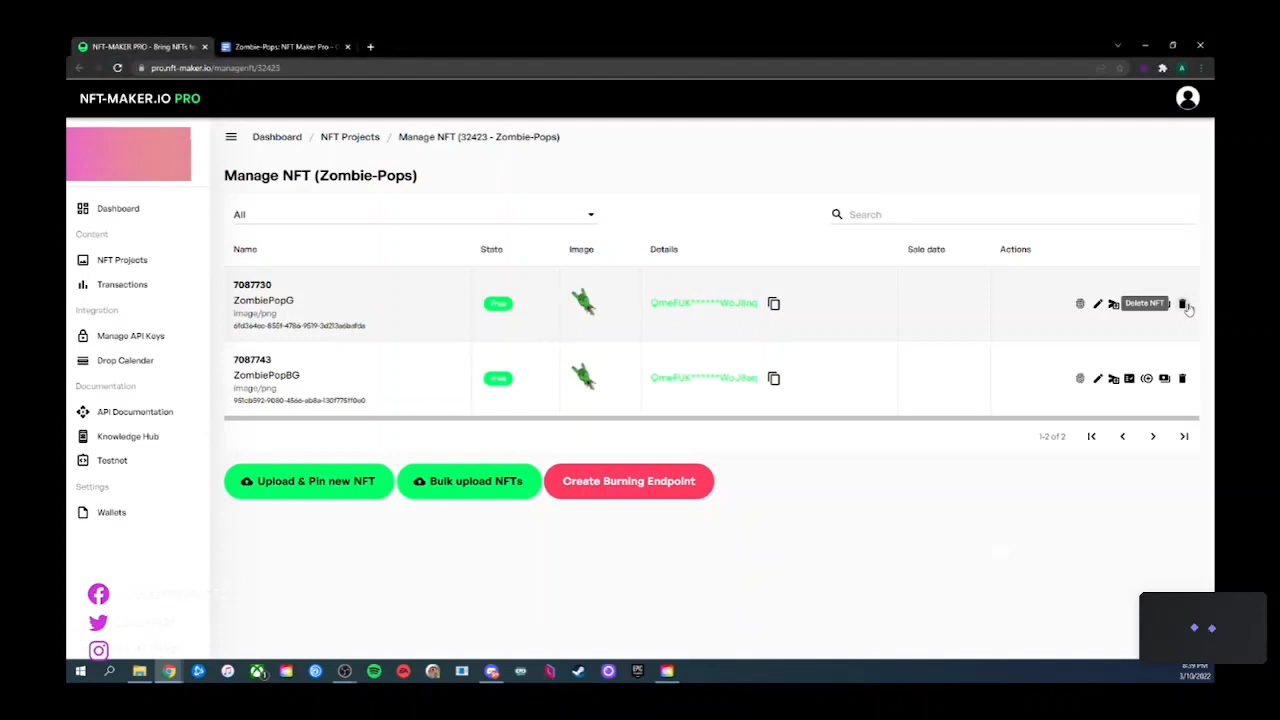 NFT-MAKER PRO - Bring NFTs to
Zombie-Pops: NFT Maker Pro -
pro.nft-maker.io/managenft/32423
NFT-MAKER.IO PRO
Dashboard / NFT Projects / Manage NFT (32423 - Zombie-Pops)
Manage NFT (Zombie-Pops)
Dashboard
Content
NFT Projects
Transactions
Integration
Manage API Keys
Drop Calendar
Documentation
API Documentation
Knowledge Hub
Testnet
Settings
Wallets
All
Search
Name State Image Details Sale date Actions
7087730
ZombiePopG
image/png
Free
Delete NFT
7087743
ZombiePopBG
image/png
Free
1-2 of 2
Upload & Pin new NFT
Bulk upload NFTs
Create Burning Endpoint
8:39 PM
3/10/2022